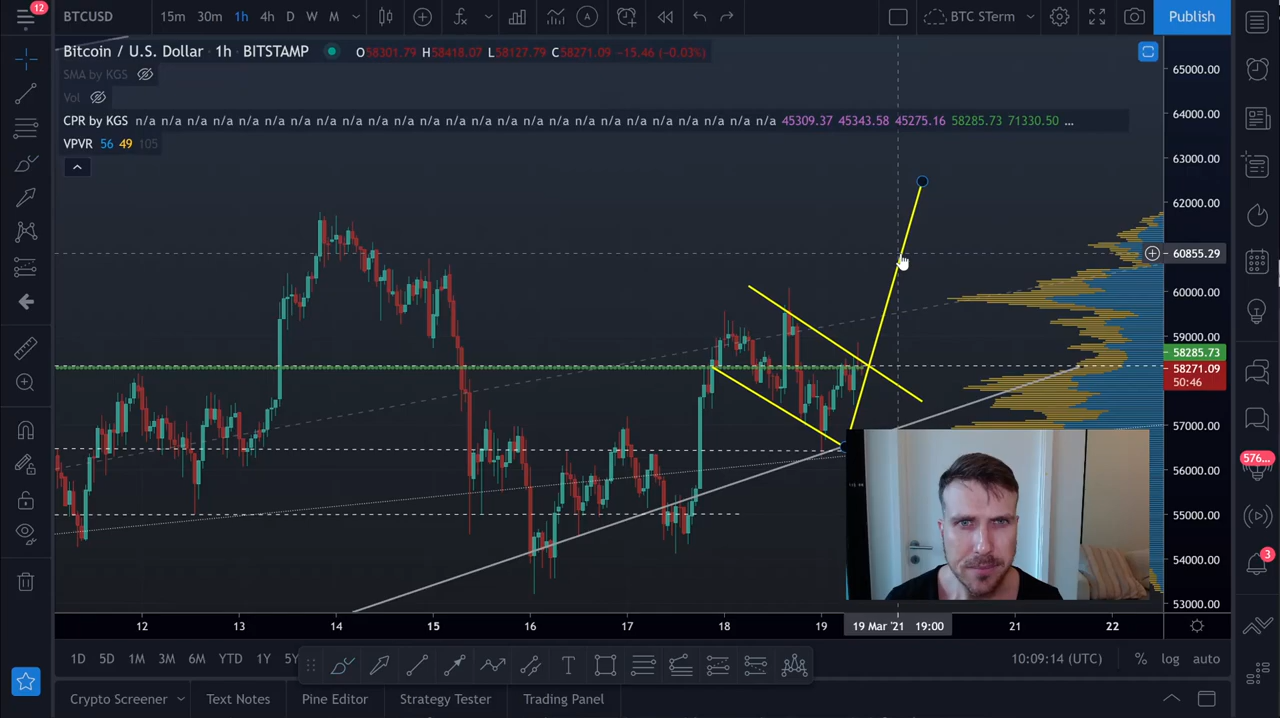 12
BTCUSD 15m 30m 1h 4h D W M BTC STerm Publish
Bitcoin / U.S. Dollar · 1h · BITSTAMP O58301.79 H58418.07 L58127.79 C58271.09 −15.46 (−0.03%)
SMA by KGS
Vol
CPR by KGS n/a n/a n/a n/a n/a n/a n/a n/a n/a n/a n/a n/a n/a n/a n/a n/a n/a n/a n/a n/a n/a n/a n/a 45309.37 45343.58 45275.16 58285.73 71330.50 ...
VPVR 56 49 105
65000.00
64000.00
63000.00
62000.00
60855.29
60000.00
59000.00
58285.73
58271.09
50:46
57000.00
56000.00
55000.00
54000.00
53000.00
576...
3
12 13 14 15 16 17 18 19 19 Mar '21 19:00 21 22
1D 5D 1M 3M 6M YTD 1Y 5Y 10:09:14 (UTC) % log auto
Crypto Screener Text Notes Pine Editor Strategy Tester Trading Panel